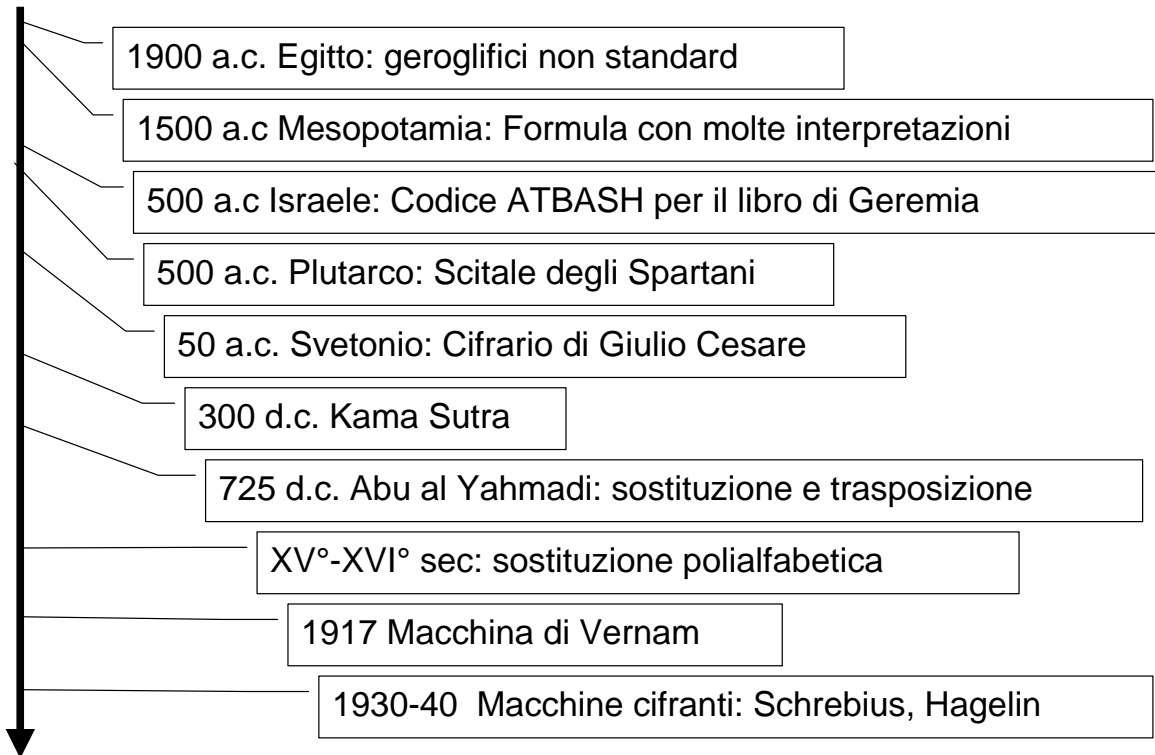 1900 a.c. Egitto: geroglifici non standard
1500 a.c Mesopotamia: Formula con molte interpretazioni
500 a.c Israele: Codice ATBASH per il libro di Geremia
500 a.c. Plutarco: Scitale degli Spartani
50 a.c. Svetonio: Cifrario di Giulio Cesare
300 d.c. Kama Sutra
725 d.c. Abu al Yahmadi: sostituzione e trasposizione
XV°-XVI° sec: sostituzione polialfabetica
1917 Macchina di Vernam
1930-40  Macchine cifranti: Schrebius, Hagelin